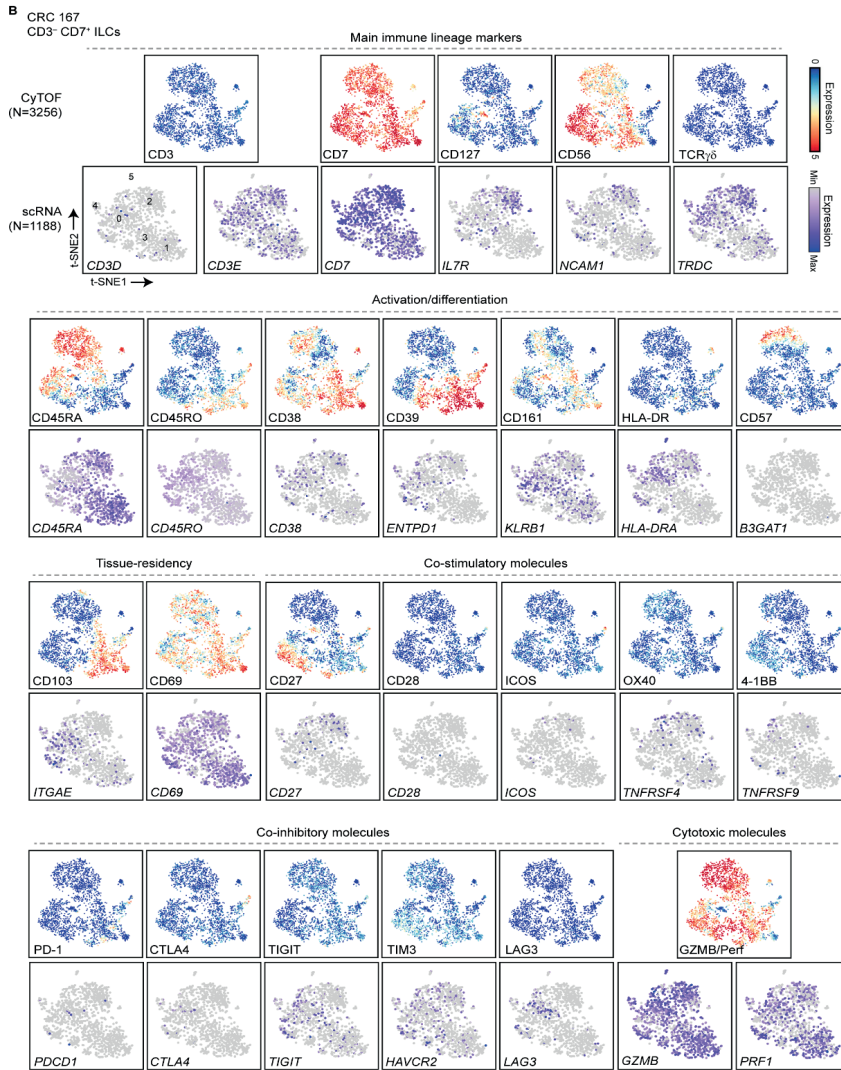 B
CRC 167
CD3⁻ CD7⁺ ILCs
Main immune lineage markers
CyTOF
(N=3256)
CD3
CD7
CD127
CD56
TCRγδ
0
Expression
5
scRNA
(N=1188)
t-SNE2
t-SNE1
5
4
2
0
3
1
CD3D
CD3E
CD7
IL7R
NCAM1
TRDC
Min
Expression
Max
Activation/differentiation
CD45RA
CD45RO
CD38
CD39
CD161
HLA-DR
CD57
CD45RA
CD45RO
CD38
ENTPD1
KLRB1
HLA-DRA
B3GAT1
Tissue-residency
Co-stimulatory molecules
CD103
CD69
CD27
CD28
ICOS
OX40
4-1BB
ITGAE
CD69
CD27
CD28
ICOS
TNFRSF4
TNFRSF9
Co-inhibitory molecules
Cytotoxic molecules
PD-1
CTLA4
TIGIT
TIM3
LAG3
GZMB/Perf
PDCD1
CTLA4
TIGIT
HAVCR2
LAG3
GZMB
PRF1